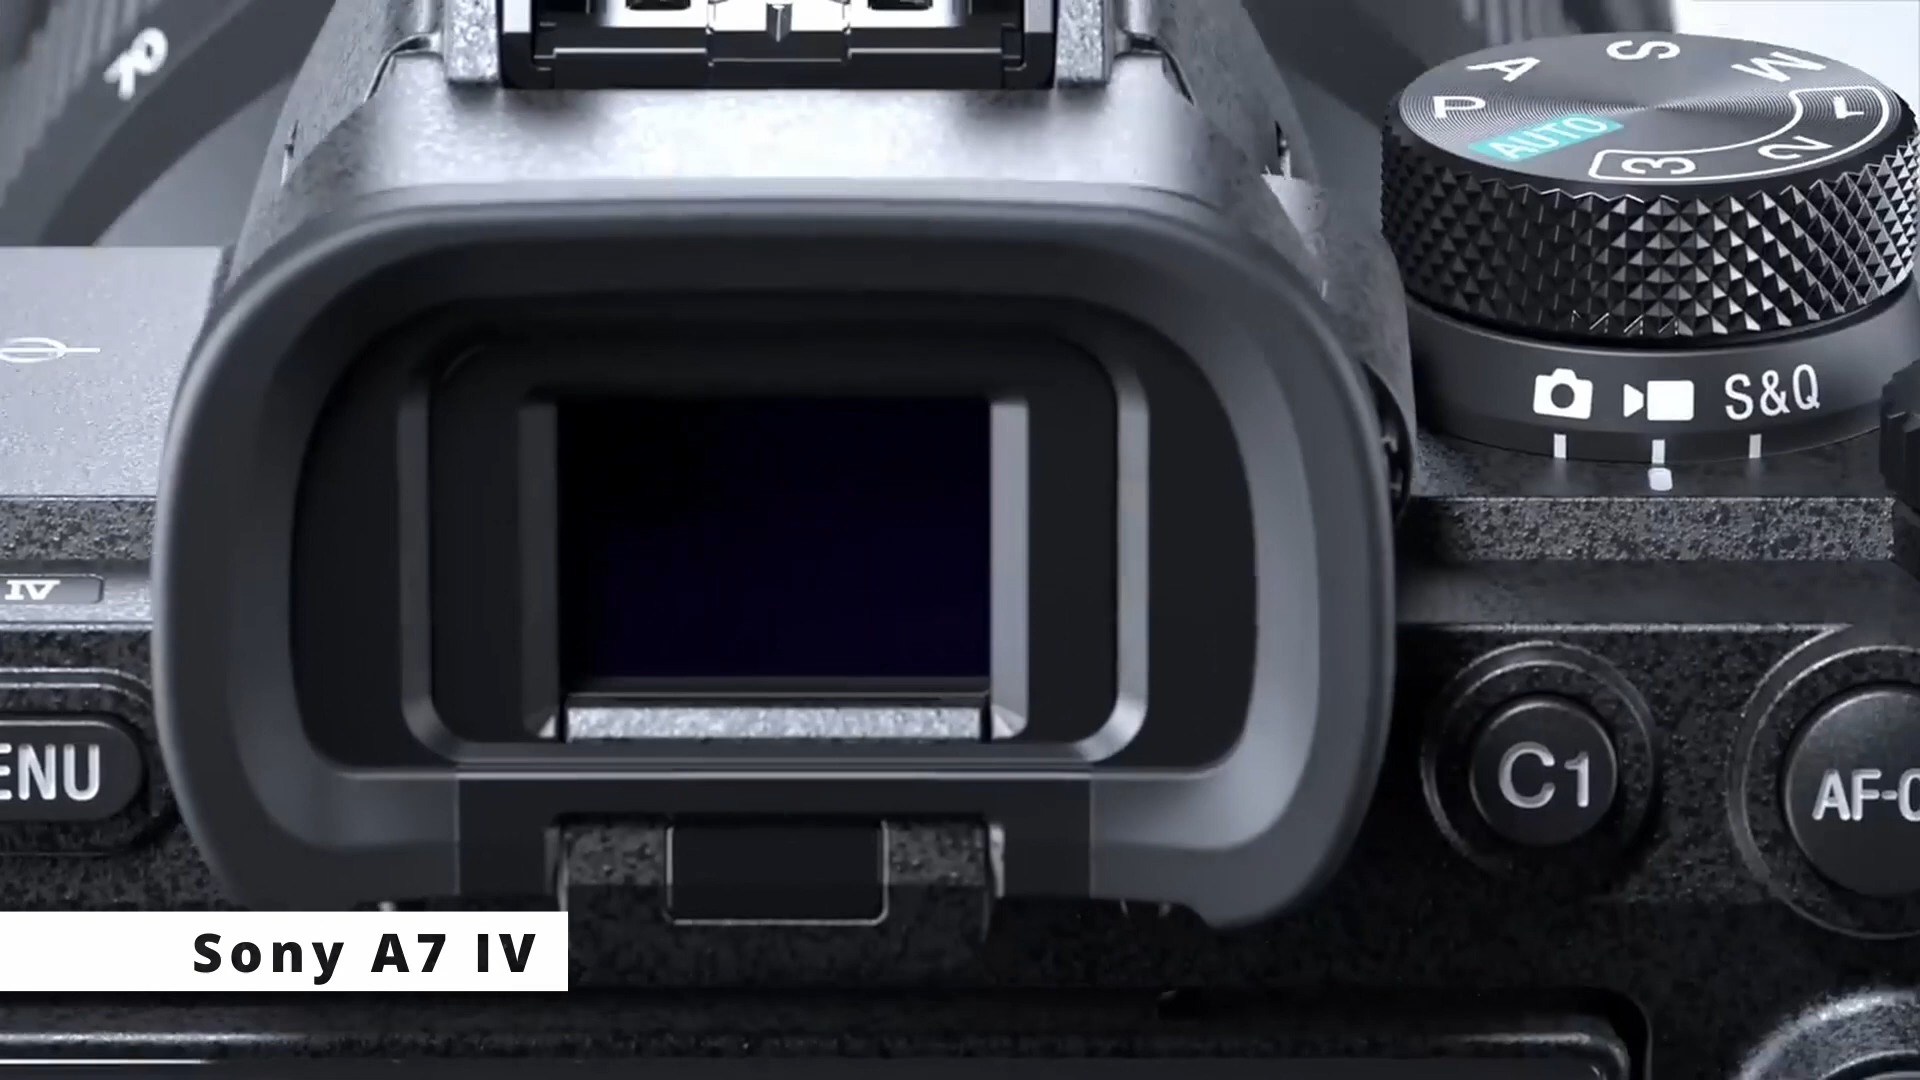 R
P A S M
AUTO 3 2 1
S&Q
IV
ENU
C1
AF-O
Sony A7 IV